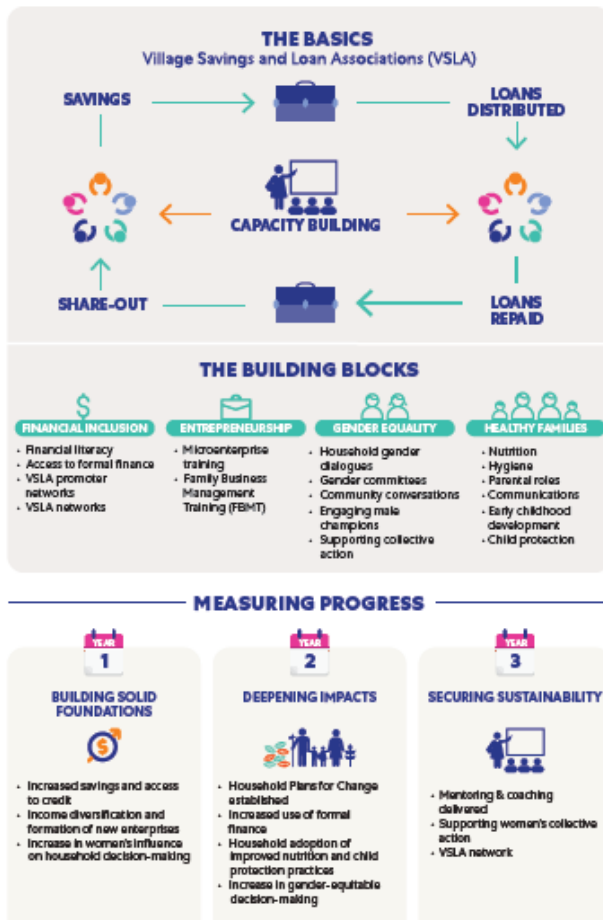 THE BASICS
Village Savings and Loan Associations (VSLA)
SAVINGS
LOANS
DISTRIBUTED
CAPACITY BUILDING
SHARE-OUT
LOANS
REPAID
THE BUILDING BLOCKS
FINANCIAL INCLUSION
• Financial literacy
• Access to formal finance
• VSLA promoter
networks
• VSLA networks
ENTREPRENEURSHIP
• Microenterprise
training
• Family Business
Management
Training (FBMT)
GENDER EQUALITY
• Household gender
dialogues
• Gender committees
• Community conversations
• Engaging male
champions
• Supporting collective
action
HEALTHY FAMILIES
• Nutrition
• Hygiene
• Parental roles
• Communications
• Early childhood
development
• Child protection
MEASURING PROGRESS
YEAR
1
BUILDING SOLID
FOUNDATIONS
$
• Increased savings and access
to credit
• Income diversification and
formation of new enterprises
• Increase in women's influence
on household decision-making
YEAR
2
DEEPENING IMPACTS
• Household Plans for Change
established
• Increased use of formal
finance
• Household adoption of
improved nutrition and child
protection practices
• Increase in gender-equitable
decision-making
YEAR
3
SECURING SUSTAINABILITY
• Mentoring & coaching
delivered
• Supporting women's collective
action
• VSLA network